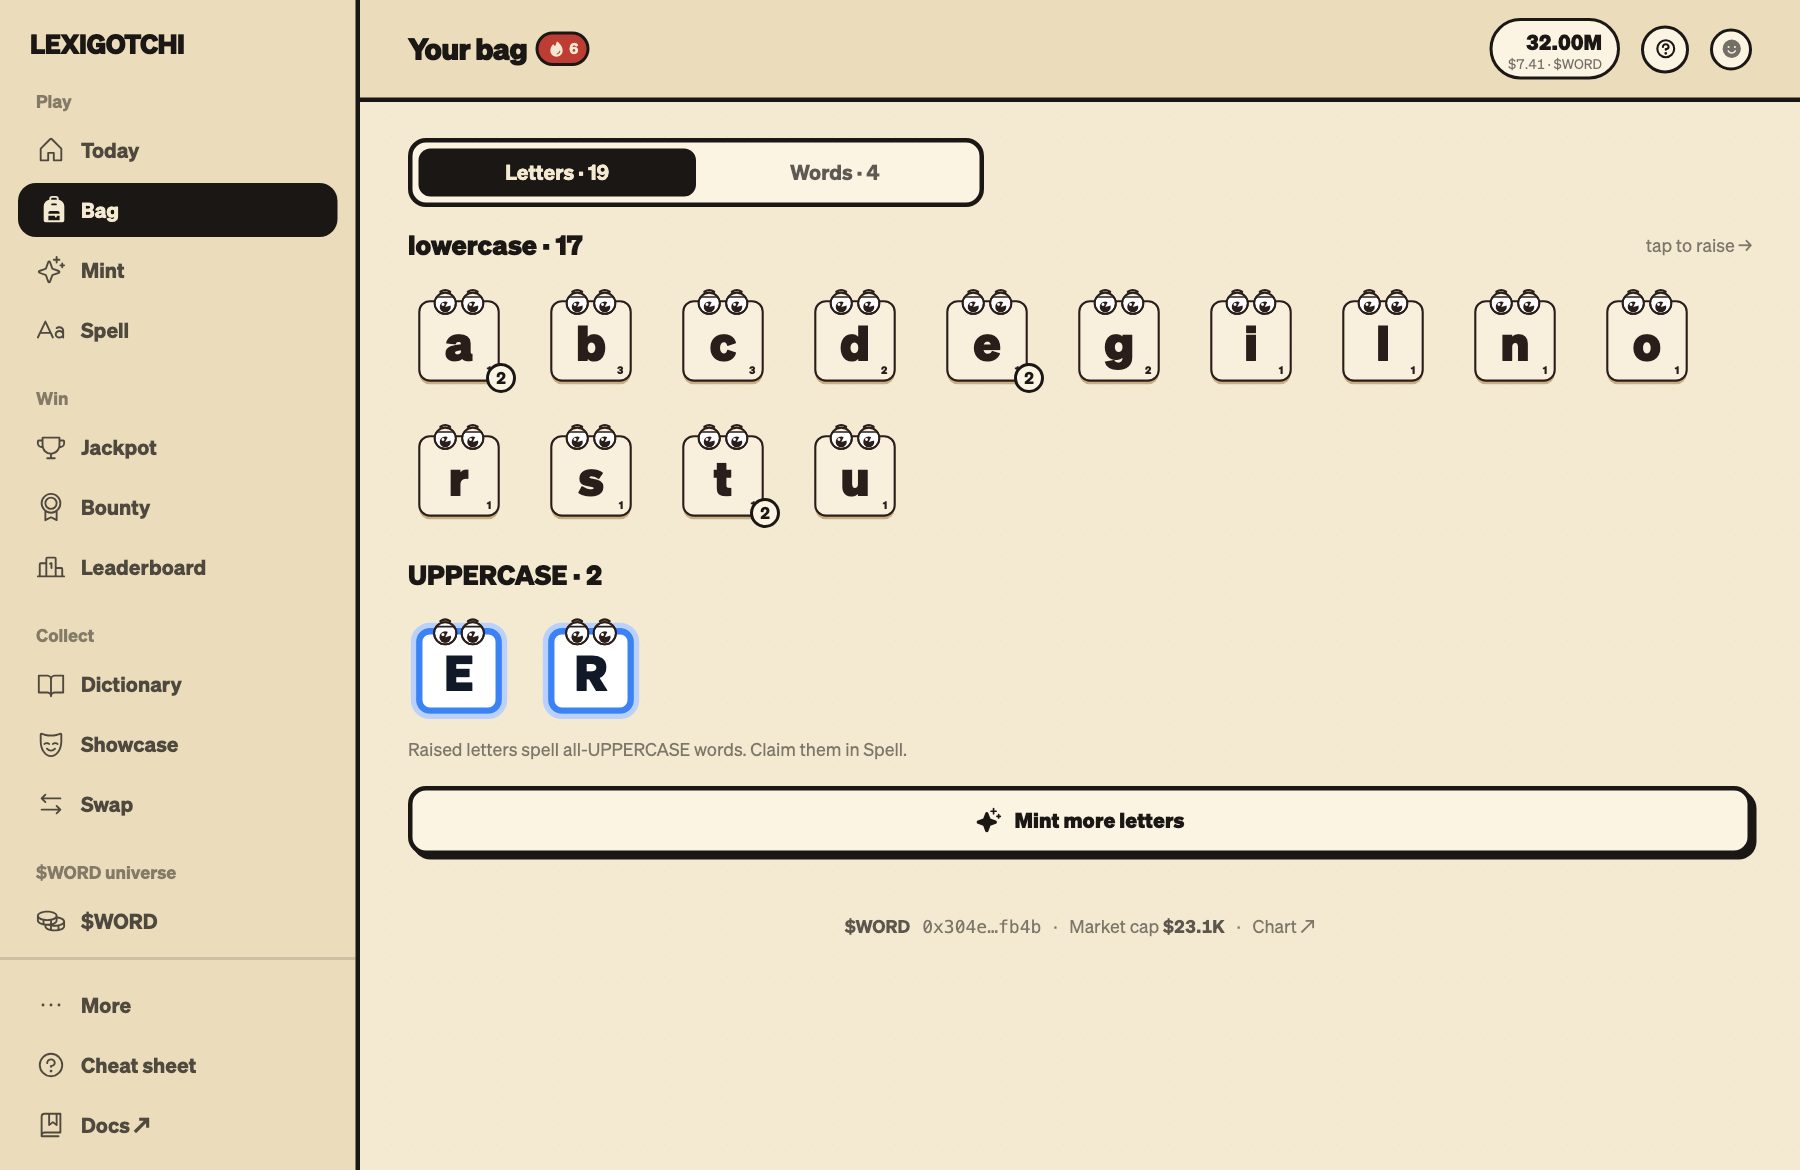 LEXIGOTCHI
Play
Today
Bag
Mint
Spell
Win
Jackpot
Bounty
Leaderboard
Collect
Dictionary
Showcase
Swap
$WORD universe
$WORD
More
Cheat sheet
Docs ↗
Your bag 6
32.00M
$7.41 · $WORD
Letters · 19 Words · 4
lowercase · 17 tap to raise →
a b c d e g i l n o
2 3 3 2 2 2 1 1 1 1
r s t u
1 1 2 1
UPPERCASE · 2
E R
Raised letters spell all-UPPERCASE words. Claim them in Spell.
Mint more letters
$WORD 0x304e…fb4b · Market cap $23.1K · Chart ↗